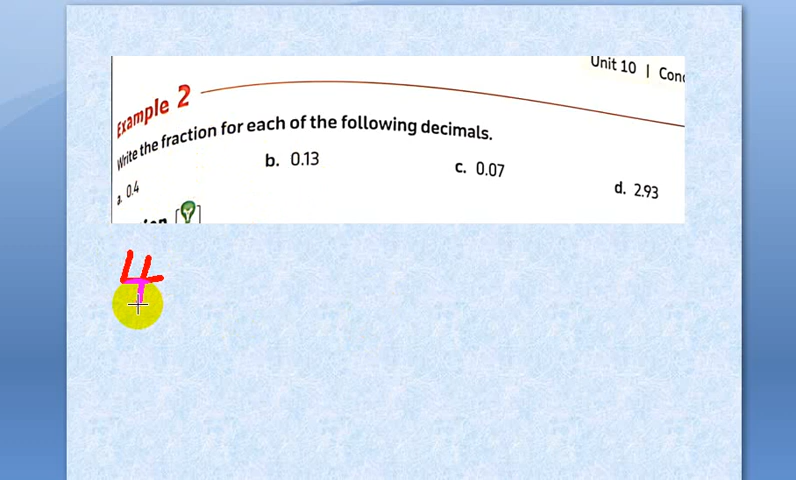 Unit 10 | Con
Example 2
Write the fraction for each of the following decimals.
a. 0.4 b. 0.13 c. 0.07 d. 2.93
4